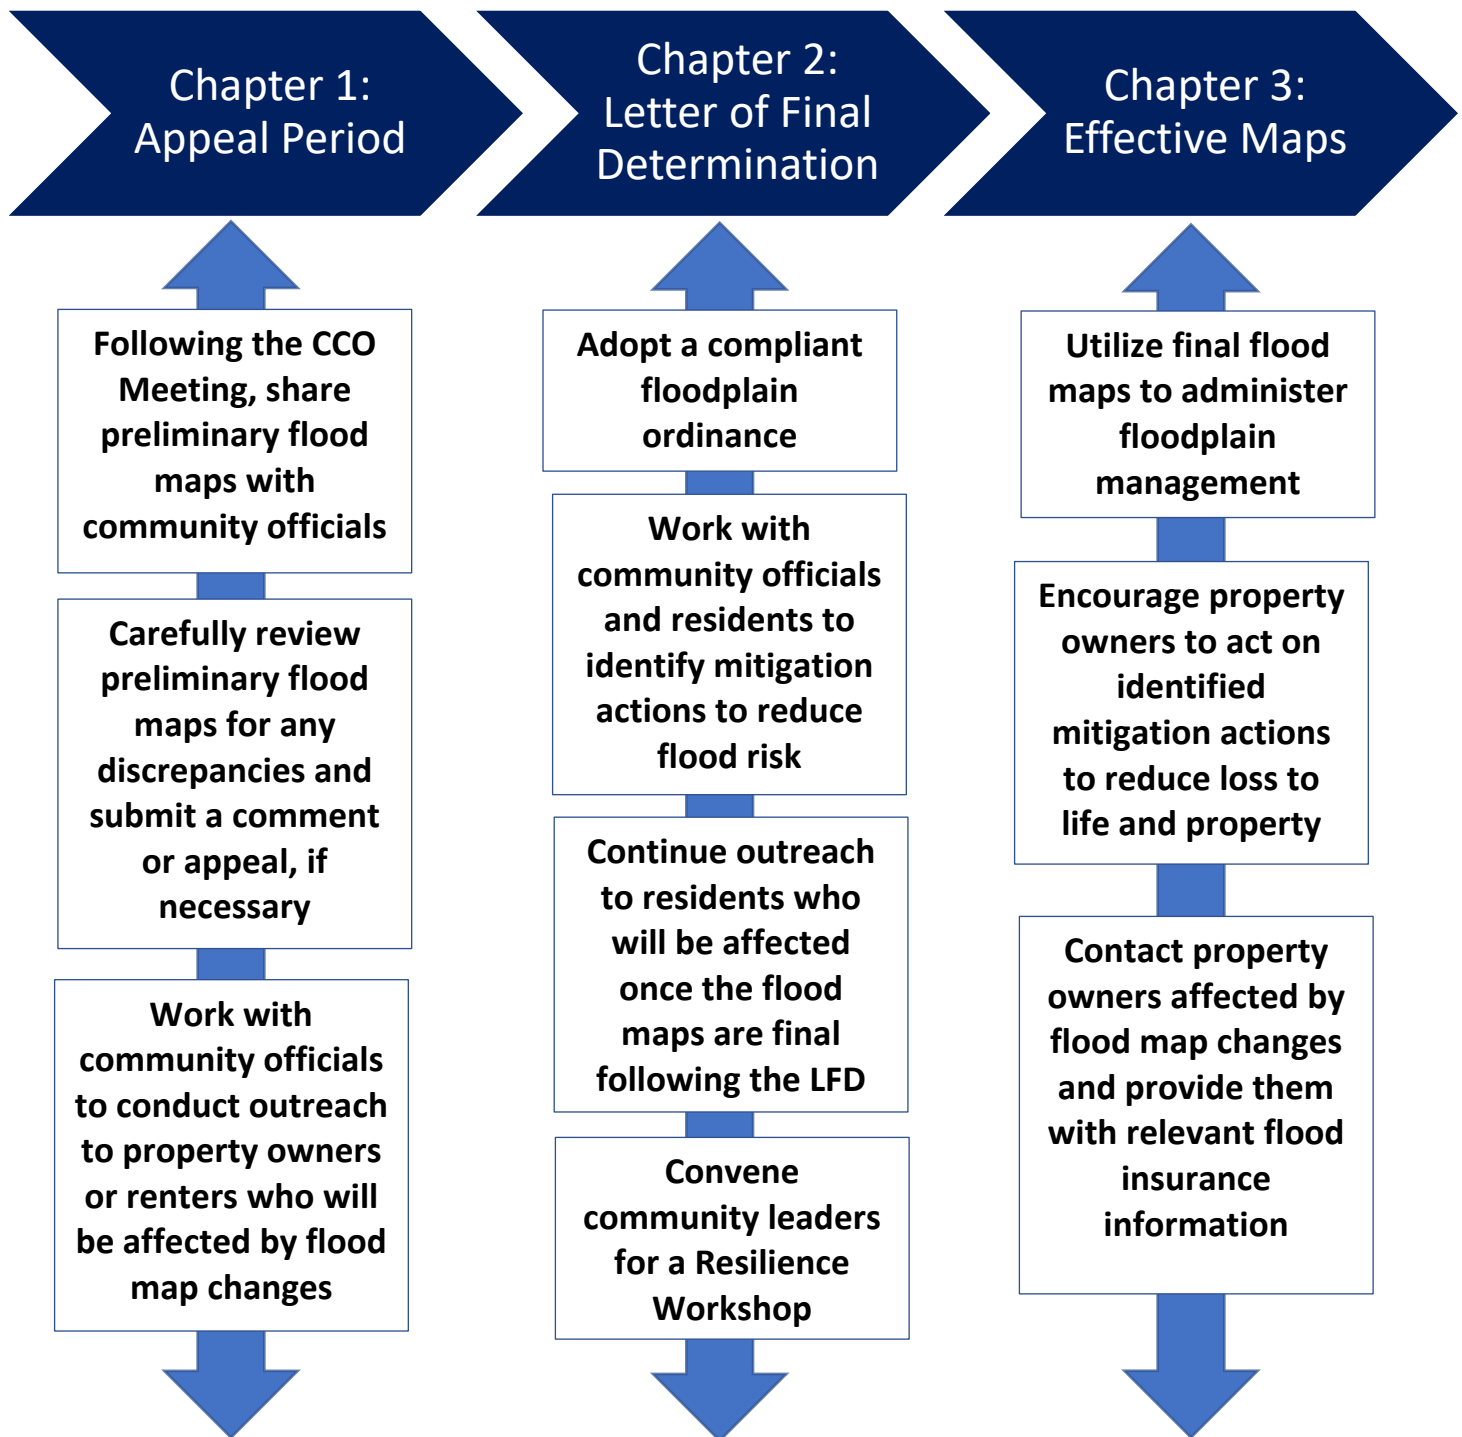 Chapter 1:
Appeal Period
Chapter 2:
Letter of Final
Determination
Chapter 3:
Effective Maps
Following the CCO
Meeting, share
preliminary flood
maps with
community officials
Carefully review
preliminary flood
maps for any
discrepancies and
submit a comment
or appeal, if
necessary
Work with
community officials
to conduct outreach
to property owners
or renters who will
be affected by flood
map changes
Adopt a compliant
floodplain
ordinance
Work with
community officials
and residents to
identify mitigation
actions to reduce
flood risk
Continue outreach
to residents who
will be affected
once the flood
maps are final
following the LFD
Convene
community leaders
for a Resilience
Workshop
Utilize final flood
maps to administer
floodplain
management
Encourage property
owners to act on
identified
mitigation actions
to reduce loss to
life and property
Contact property
owners affected by
flood map changes
and provide them
with relevant flood
insurance
information